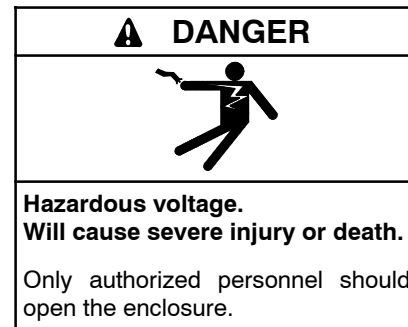 DANGER
Hazardous voltage.
Will cause severe injury or death.
Only authorized personnel should
open the enclosure.